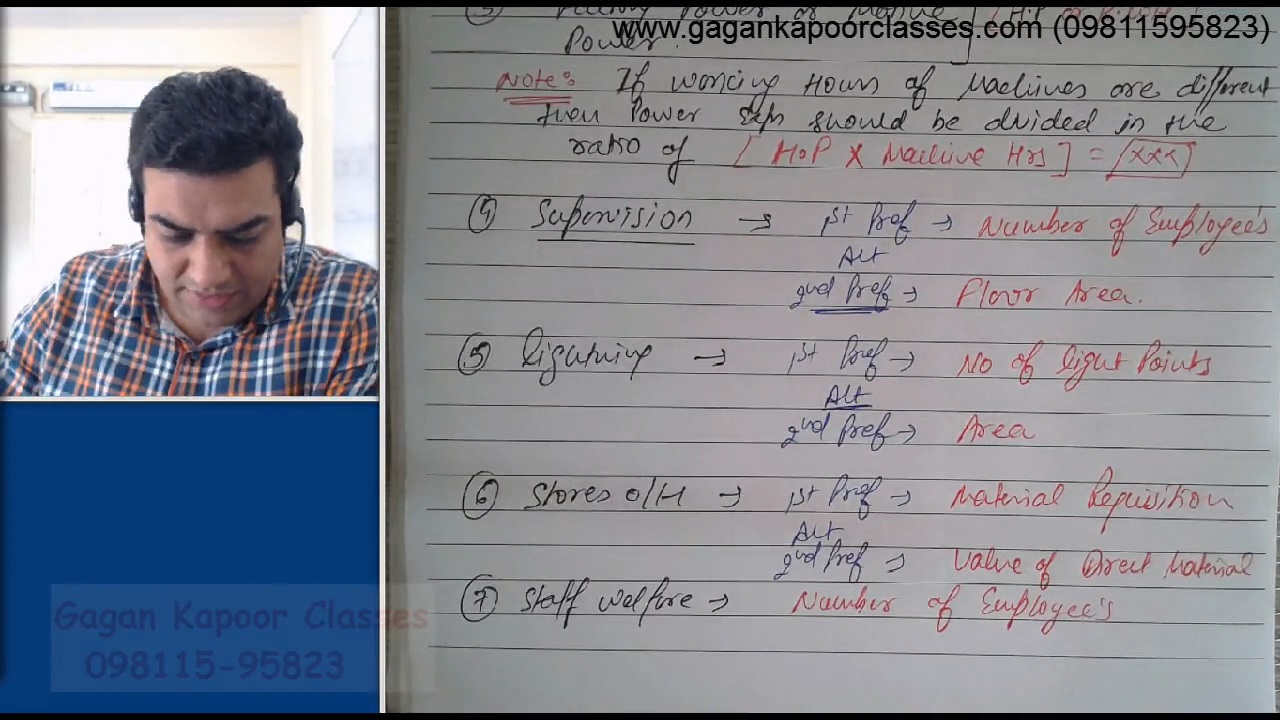 Power.
www.gagankapoorclasses.com (09811595823)
Note: If working Hours of Machines are different
then Power Exp should be divided in the
ratio of [ H.P X Machine Hrs ] = [xxx]
④ Supervision → 1st Pref → Number of Employee's
Alt
2nd Pref → Floor Area.
⑤ lightning → 1st Pref → No of light Points
Alt
2nd Pref → Area
⑥ Stores O/H → 1st Pref → Material Requisition
Alt
2nd Pref → Value of Direct Material
⑦ Staff welfare → Number of Employee's
Gagan Kapoor Classes
098115-95823